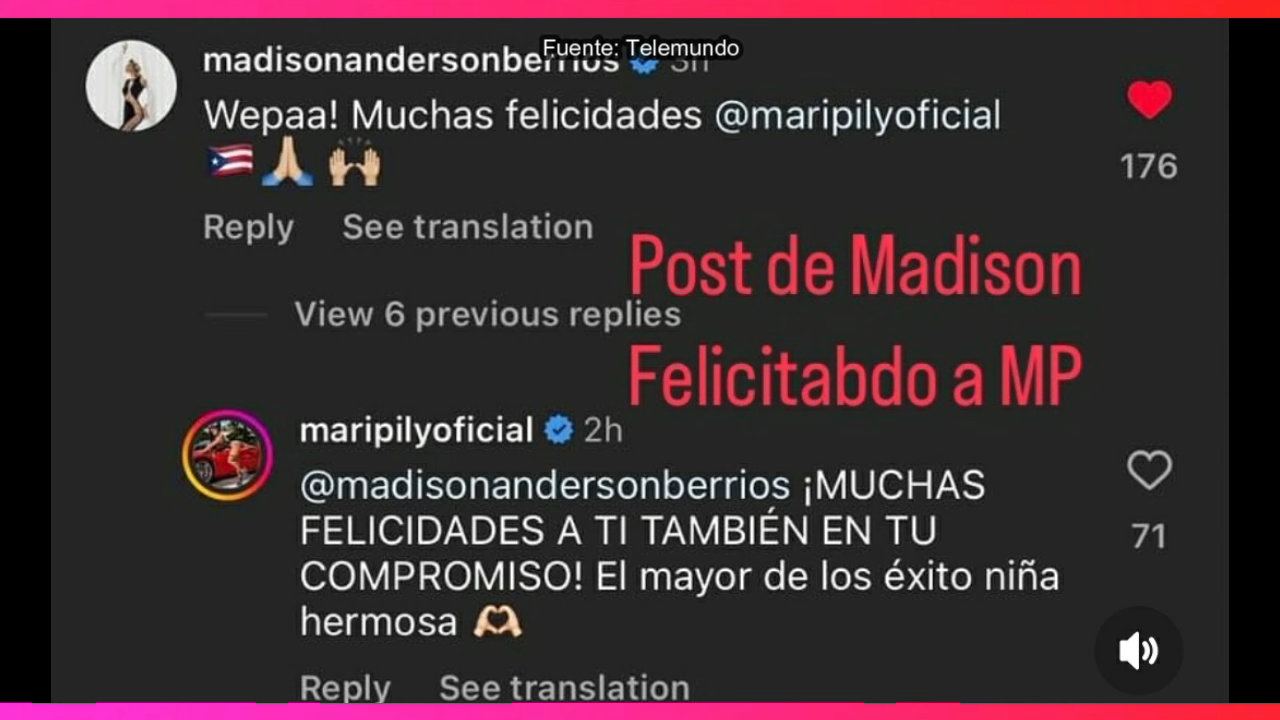 Fuente: Telemundo
madisonandersonberrios 3h
Wepaa! Muchas felicidades @maripilyoficial
176
Reply See translation
Post de Madison
View 6 previous replies
Felicitabdo a MP
maripilyoficial 2h
@madisonandersonberrios ¡MUCHAS
FELICIDADES A TI TAMBIÉN EN TU
COMPROMISO! El mayor de los éxito niña
hermosa
71
Reply See translation